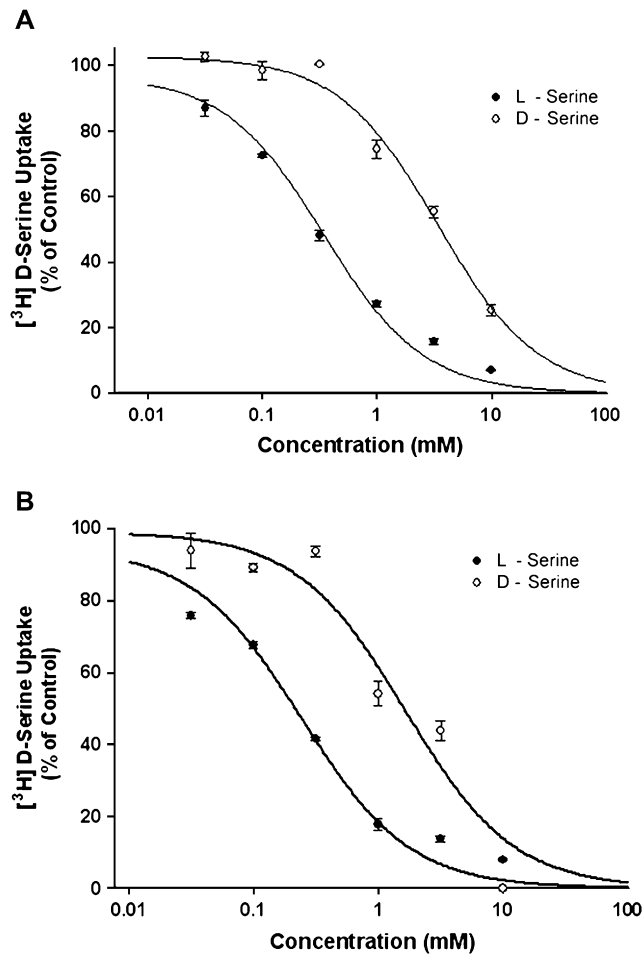 A
[³H] D-Serine Uptake
(% of Control)
100
80
60
40
20
0
L - Serine
D - Serine
0.01 0.1 1 10 100
Concentration (mM)
B
[³H] D-Serine Uptake
(% of Control)
100
80
60
40
20
0
L - Serine
D - Serine
0.01 0.1 1 10 100
Concentration (mM)